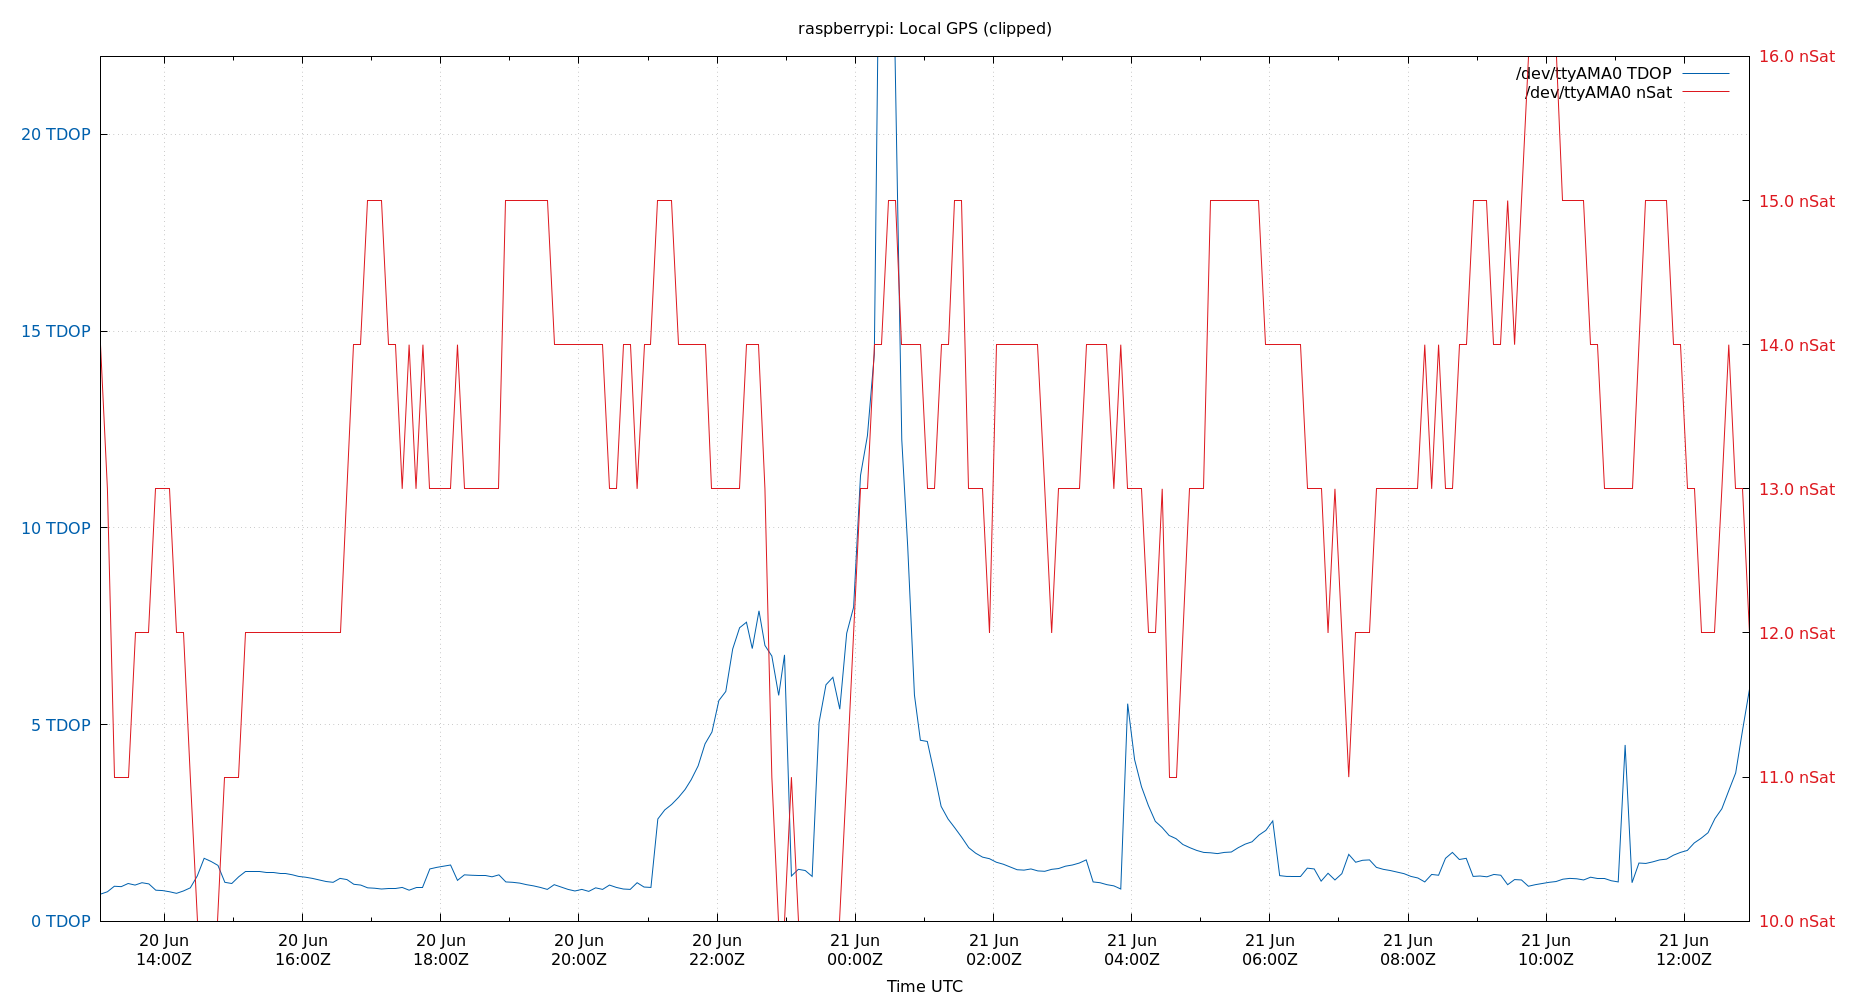 raspberrypi: Local GPS (clipped)
16.0 nSat
/dev/ttyAMA0 TDOP
/dev/ttyAMA0 nSat
20 TDOP
15.0 nSat
15 TDOP
14.0 nSat
13.0 nSat
10 TDOP
12.0 nSat
5 TDOP
11.0 nSat
0 TDOP
10.0 nSat
20 Jun 20 Jun 20 Jun 20 Jun 20 Jun 21 Jun 21 Jun 21 Jun 21 Jun 21 Jun 21 Jun 21 Jun
14:00Z 16:00Z 18:00Z 20:00Z 22:00Z 00:00Z 02:00Z 04:00Z 06:00Z 08:00Z 10:00Z 12:00Z
Time UTC